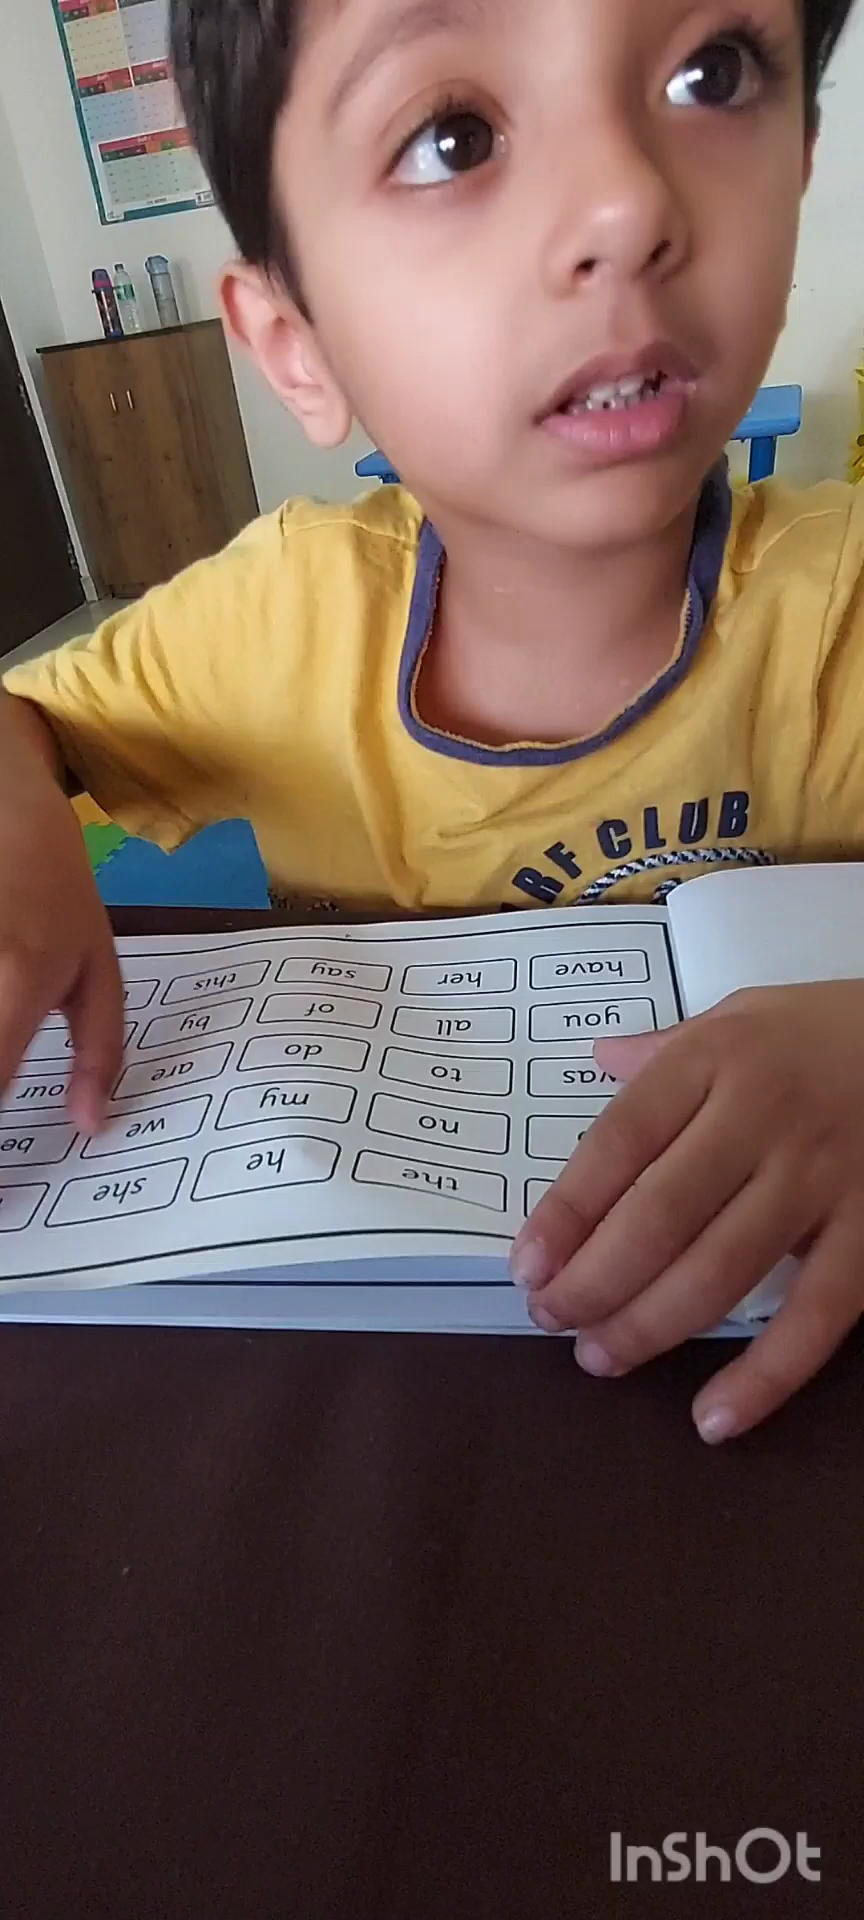 CLUB
the he she
no my we be
was to do are
you all of by
have her say this
InShOt